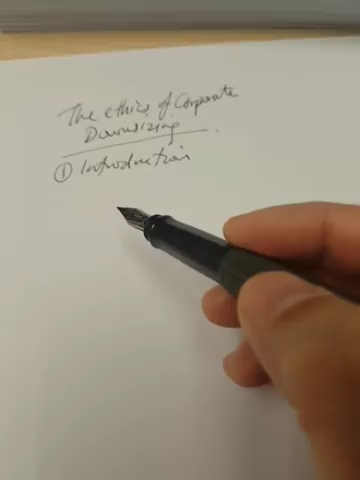 The ethics of Corporate
Downsizing
① Introduction